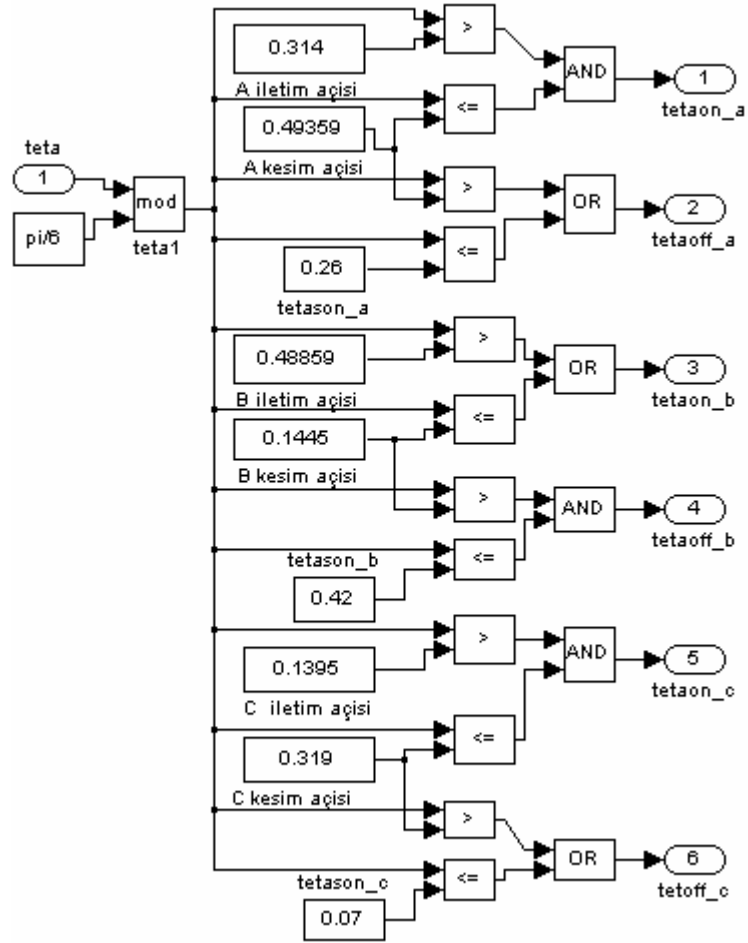 >
0.314
AND
1
A iletim açisi
tetaon_a
<=
0.49359
teta
A kesim açisi
1
mod
>
OR
2
tetaoff_a
pi/6
teta1
<=
0.26
tetason_a
>
0.48859
OR
3
tetaon_b
B iletim açisi
<=
0.1445
B kesim açisi
>
AND
4
tetaoff_b
tetason_b
<=
0.42
>
AND
5
0.1395
tetaon_c
C iletim açisi
<=
0.319
C kesim açisi
>
OR
6
tetoff_c
tetason_c
<=
0.07